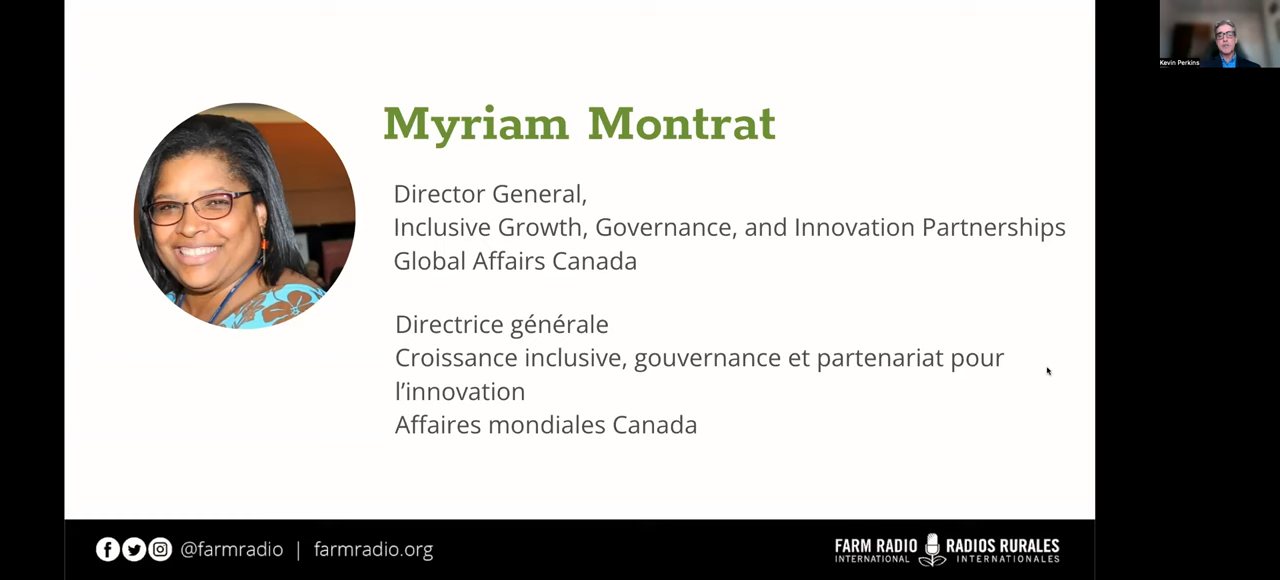 Myriam Montrat
Director General,
Inclusive Growth, Governance, and Innovation Partnerships
Global Affairs Canada
Directrice générale
Croissance inclusive, gouvernance et partenariat pour
l’innovation
Affaires mondiales Canada
@farmradio | farmradio.org
FARM RADIO RADIOS RURALES
INTERNATIONAL INTERNATIONALES
Kevin Perkins